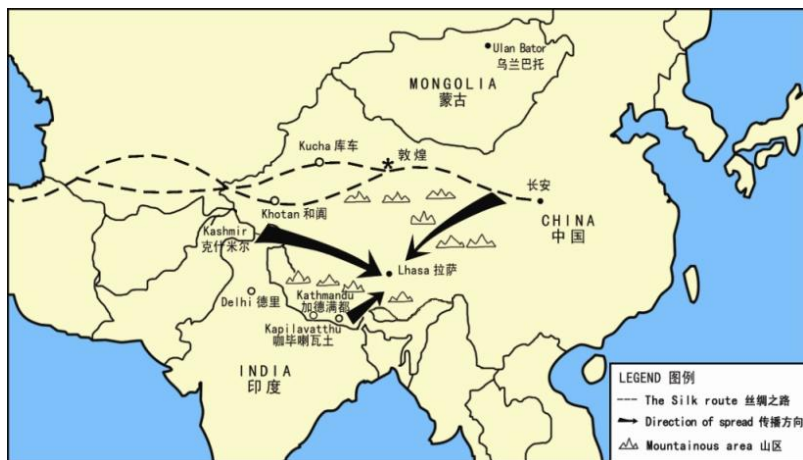 Ulan Bator
乌兰巴托
MONGOLIA
蒙古
Kucha 库车
敦煌
长安
Khotan 和阗
CHINA
中国
Kashmir
克什米尔
Lhasa 拉萨
Kathmandu
加德满都
Delhi 德里
Kapilavatthu
咖毕喇瓦土
INDIA
印度
LEGEND 图例
The Silk route 丝绸之路
Direction of spread 传播方向
Mountainous area 山区